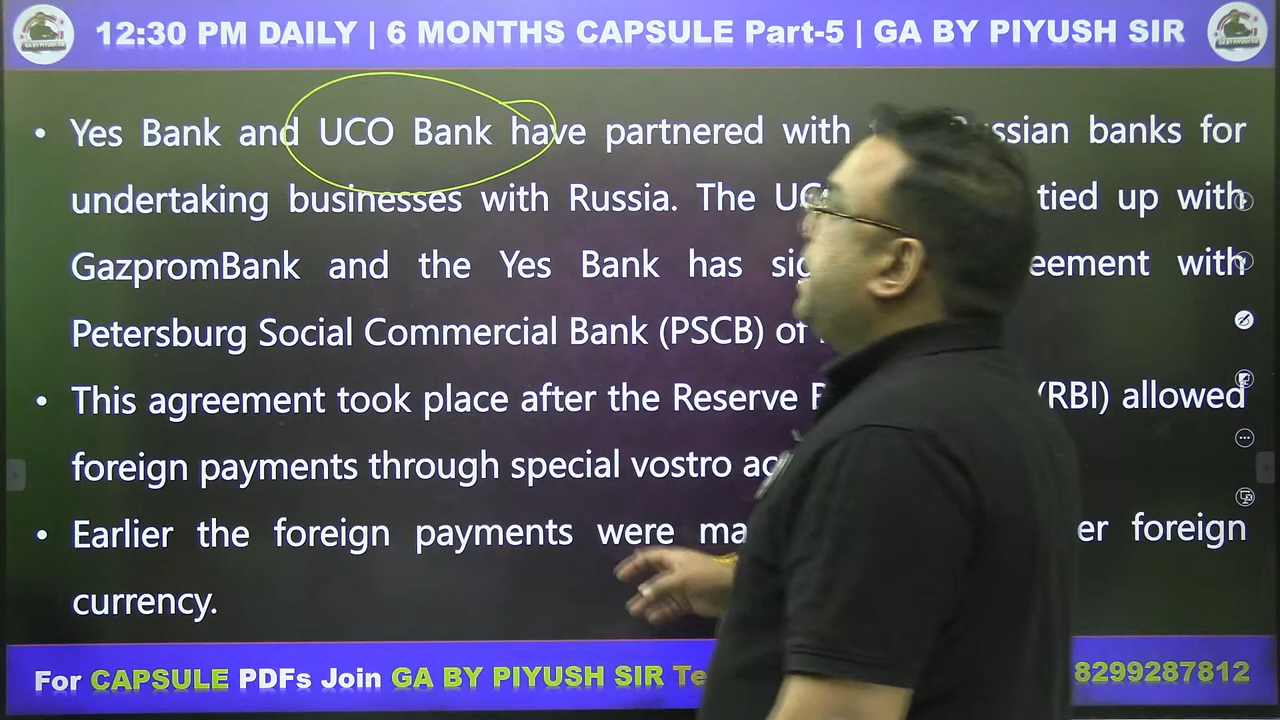 12:30 PM DAILY | 6 MONTHS CAPSULE Part-5 | GA BY PIYUSH SIR
• Yes Bank and UCO Bank have partnered with banks for
undertaking businesses with Russia. The tied up with
GazpromBank and the Yes Bank has with
Petersburg Social Commercial Bank (PSCB) of
• This agreement took place after the Reserve (RBI) allowed
foreign payments through special vostro
• Earlier the foreign payments were foreign
currency.
For CAPSULE PDFs Join GA BY PIYUSH SIR 8299287812